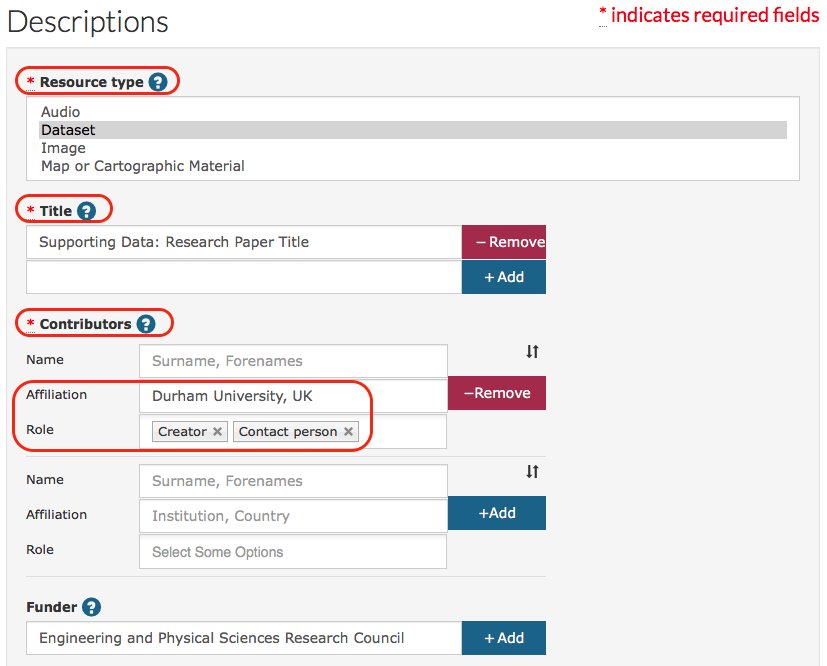 Descriptions
* indicates required fields
* Resource type ?
Audio
Dataset
Image
Map or Cartographic Material
* Title ?
Supporting Data: Research Paper Title
– Remove
+ Add
* Contributors ?
Name Surname, Forenames
Affiliation Durham University, UK
–Remove
Role Creator × Contact person ×
Name Surname, Forenames
Affiliation Institution, Country
+Add
Role Select Some Options
Funder ?
Engineering and Physical Sciences Research Council
+ Add